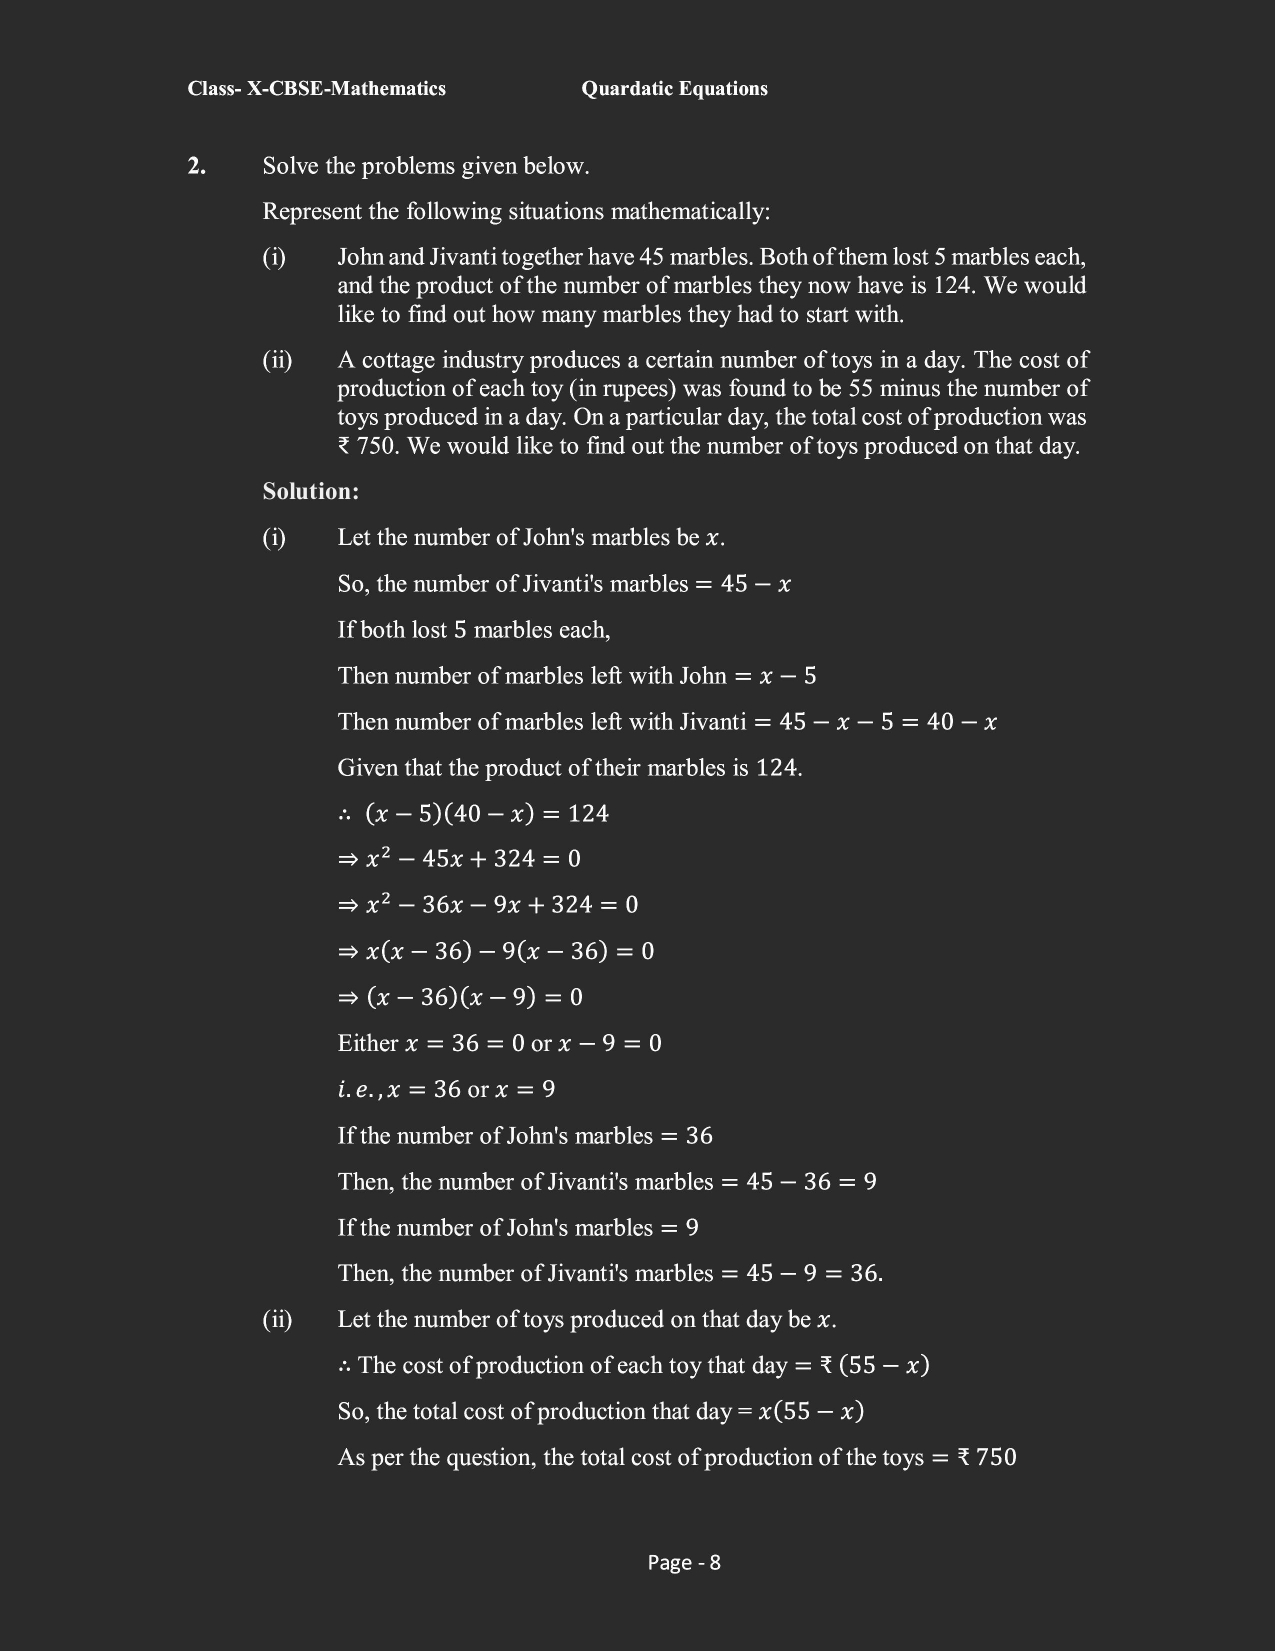 Class- X-CBSE-Mathematics Quardatic Equations
2. Solve the problems given below.
Represent the following situations mathematically:
(i) John and Jivanti together have 45 marbles. Both of them lost 5 marbles each,
and the product of the number of marbles they now have is 124. We would
like to find out how many marbles they had to start with.
(ii) A cottage industry produces a certain number of toys in a day. The cost of
production of each toy (in rupees) was found to be 55 minus the number of
toys produced in a day. On a particular day, the total cost of production was
₹ 750. We would like to find out the number of toys produced on that day.
Solution:
(i) Let the number of John's marbles be x.
So, the number of Jivanti's marbles = 45 − x
If both lost 5 marbles each,
Then number of marbles left with John = x − 5
Then number of marbles left with Jivanti = 45 − x − 5 = 40 − x
Given that the product of their marbles is 124.
∴ (x − 5)(40 − x) = 124
⇒ x² − 45x + 324 = 0
⇒ x² − 36x − 9x + 324 = 0
⇒ x(x − 36) − 9(x − 36) = 0
⇒ (x − 36)(x − 9) = 0
Either x = 36 = 0 or x − 9 = 0
i.e., x = 36 or x = 9
If the number of John's marbles = 36
Then, the number of Jivanti's marbles = 45 − 36 = 9
If the number of John's marbles = 9
Then, the number of Jivanti's marbles = 45 − 9 = 36.
(ii) Let the number of toys produced on that day be x.
∴ The cost of production of each toy that day = ₹ (55 − x)
So, the total cost of production that day = x(55 − x)
As per the question, the total cost of production of the toys = ₹ 750
Page - 8